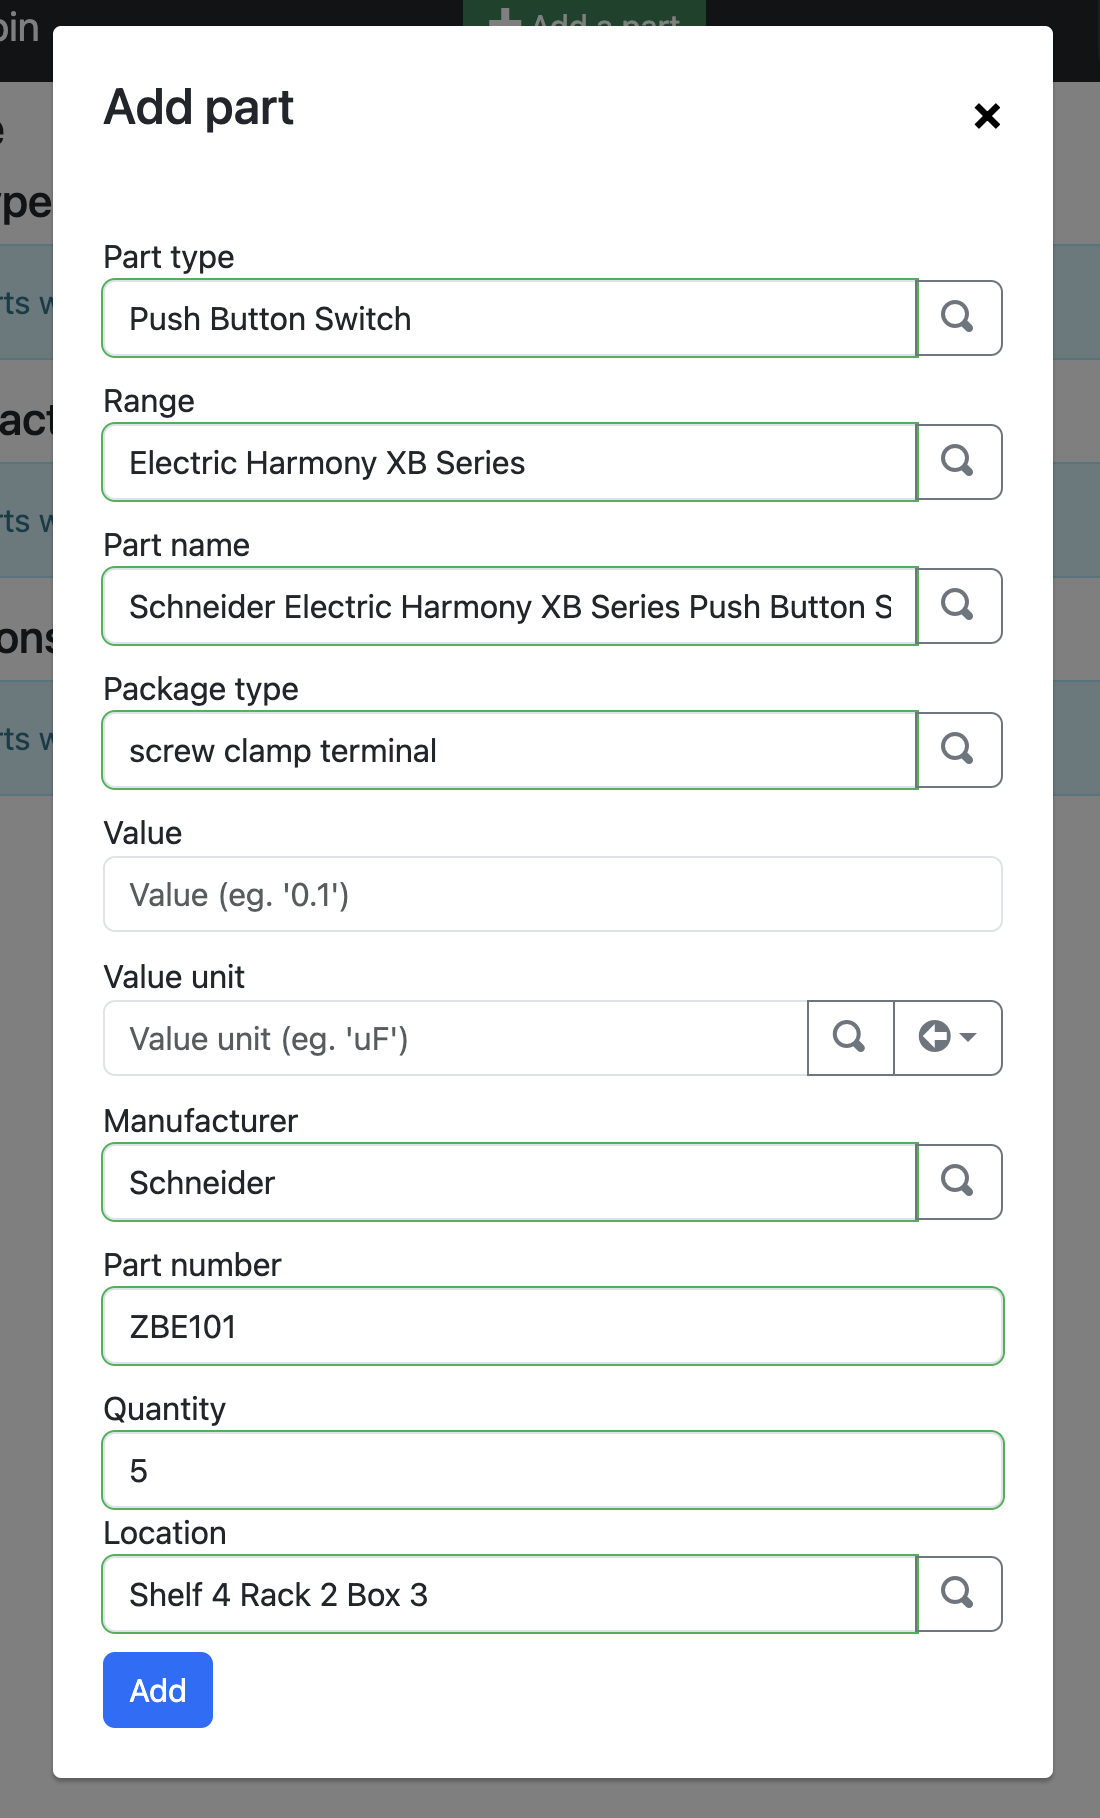 Add a part
Add part
Part type
Push Button Switch
Range
Electric Harmony XB Series
Part name
Schneider Electric Harmony XB Series Push Button S
Package type
screw clamp terminal
Value
Value (eg. '0.1')
Value unit
Value unit (eg. 'uF')
Manufacturer
Schneider
Part number
ZBE101
Quantity
5
Location
Shelf 4 Rack 2 Box 3
Add